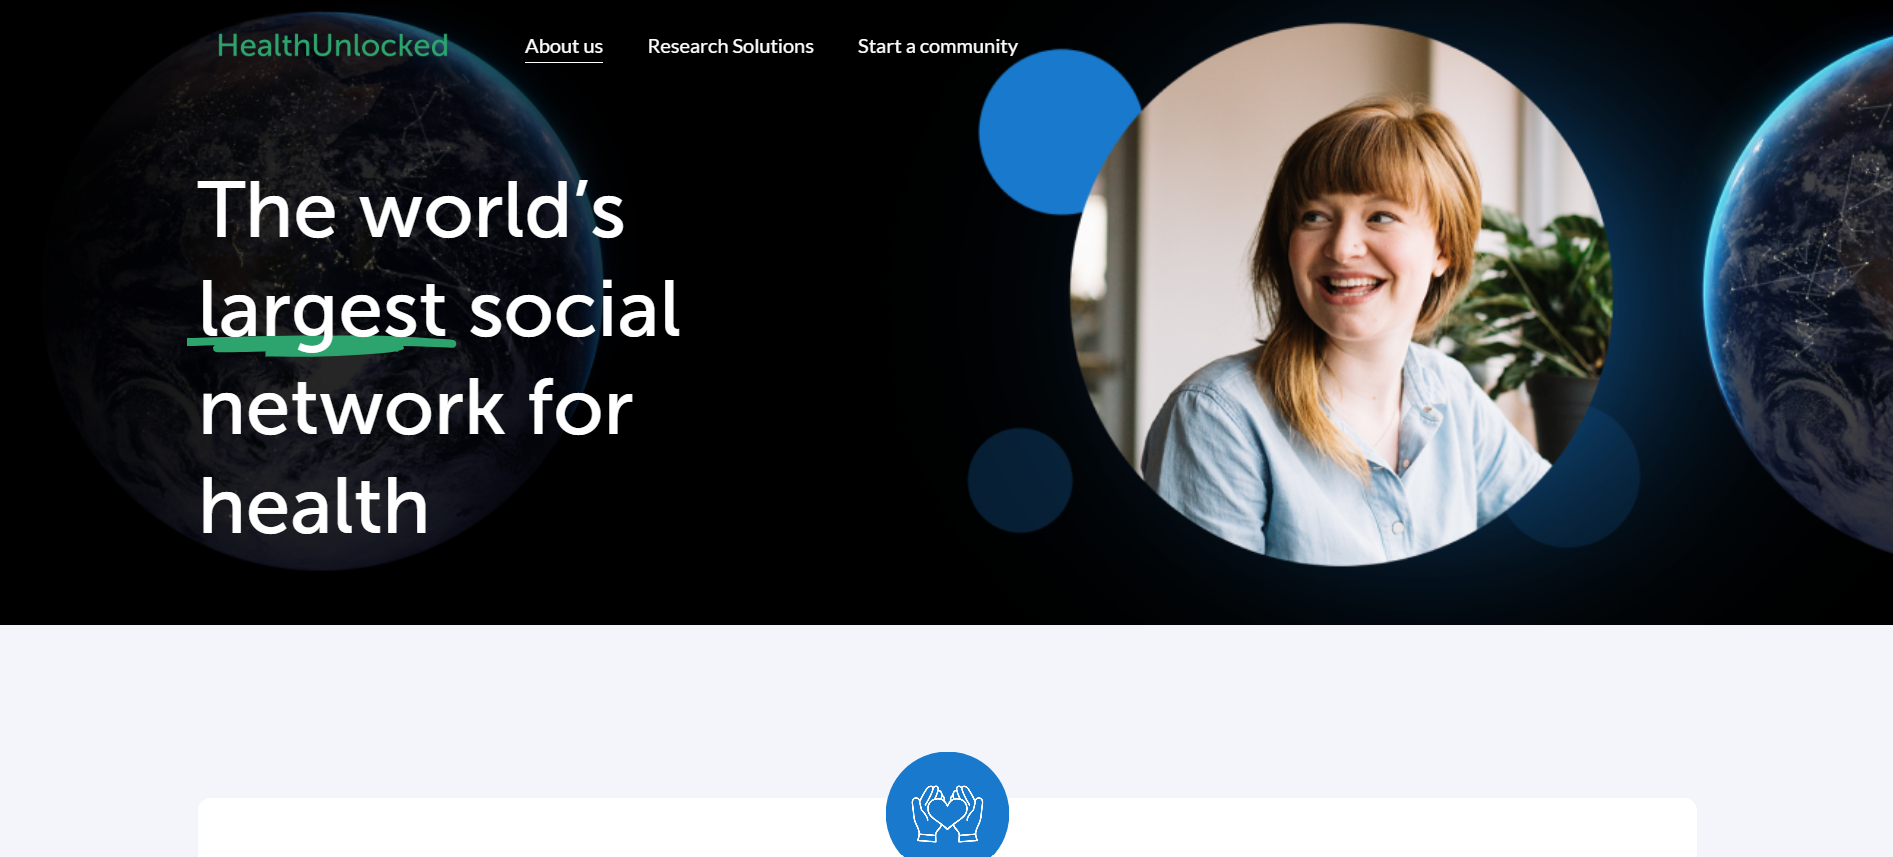 HealthUnlocked
About us
Research Solutions
Start a community
The world’s
largest social
network for
health